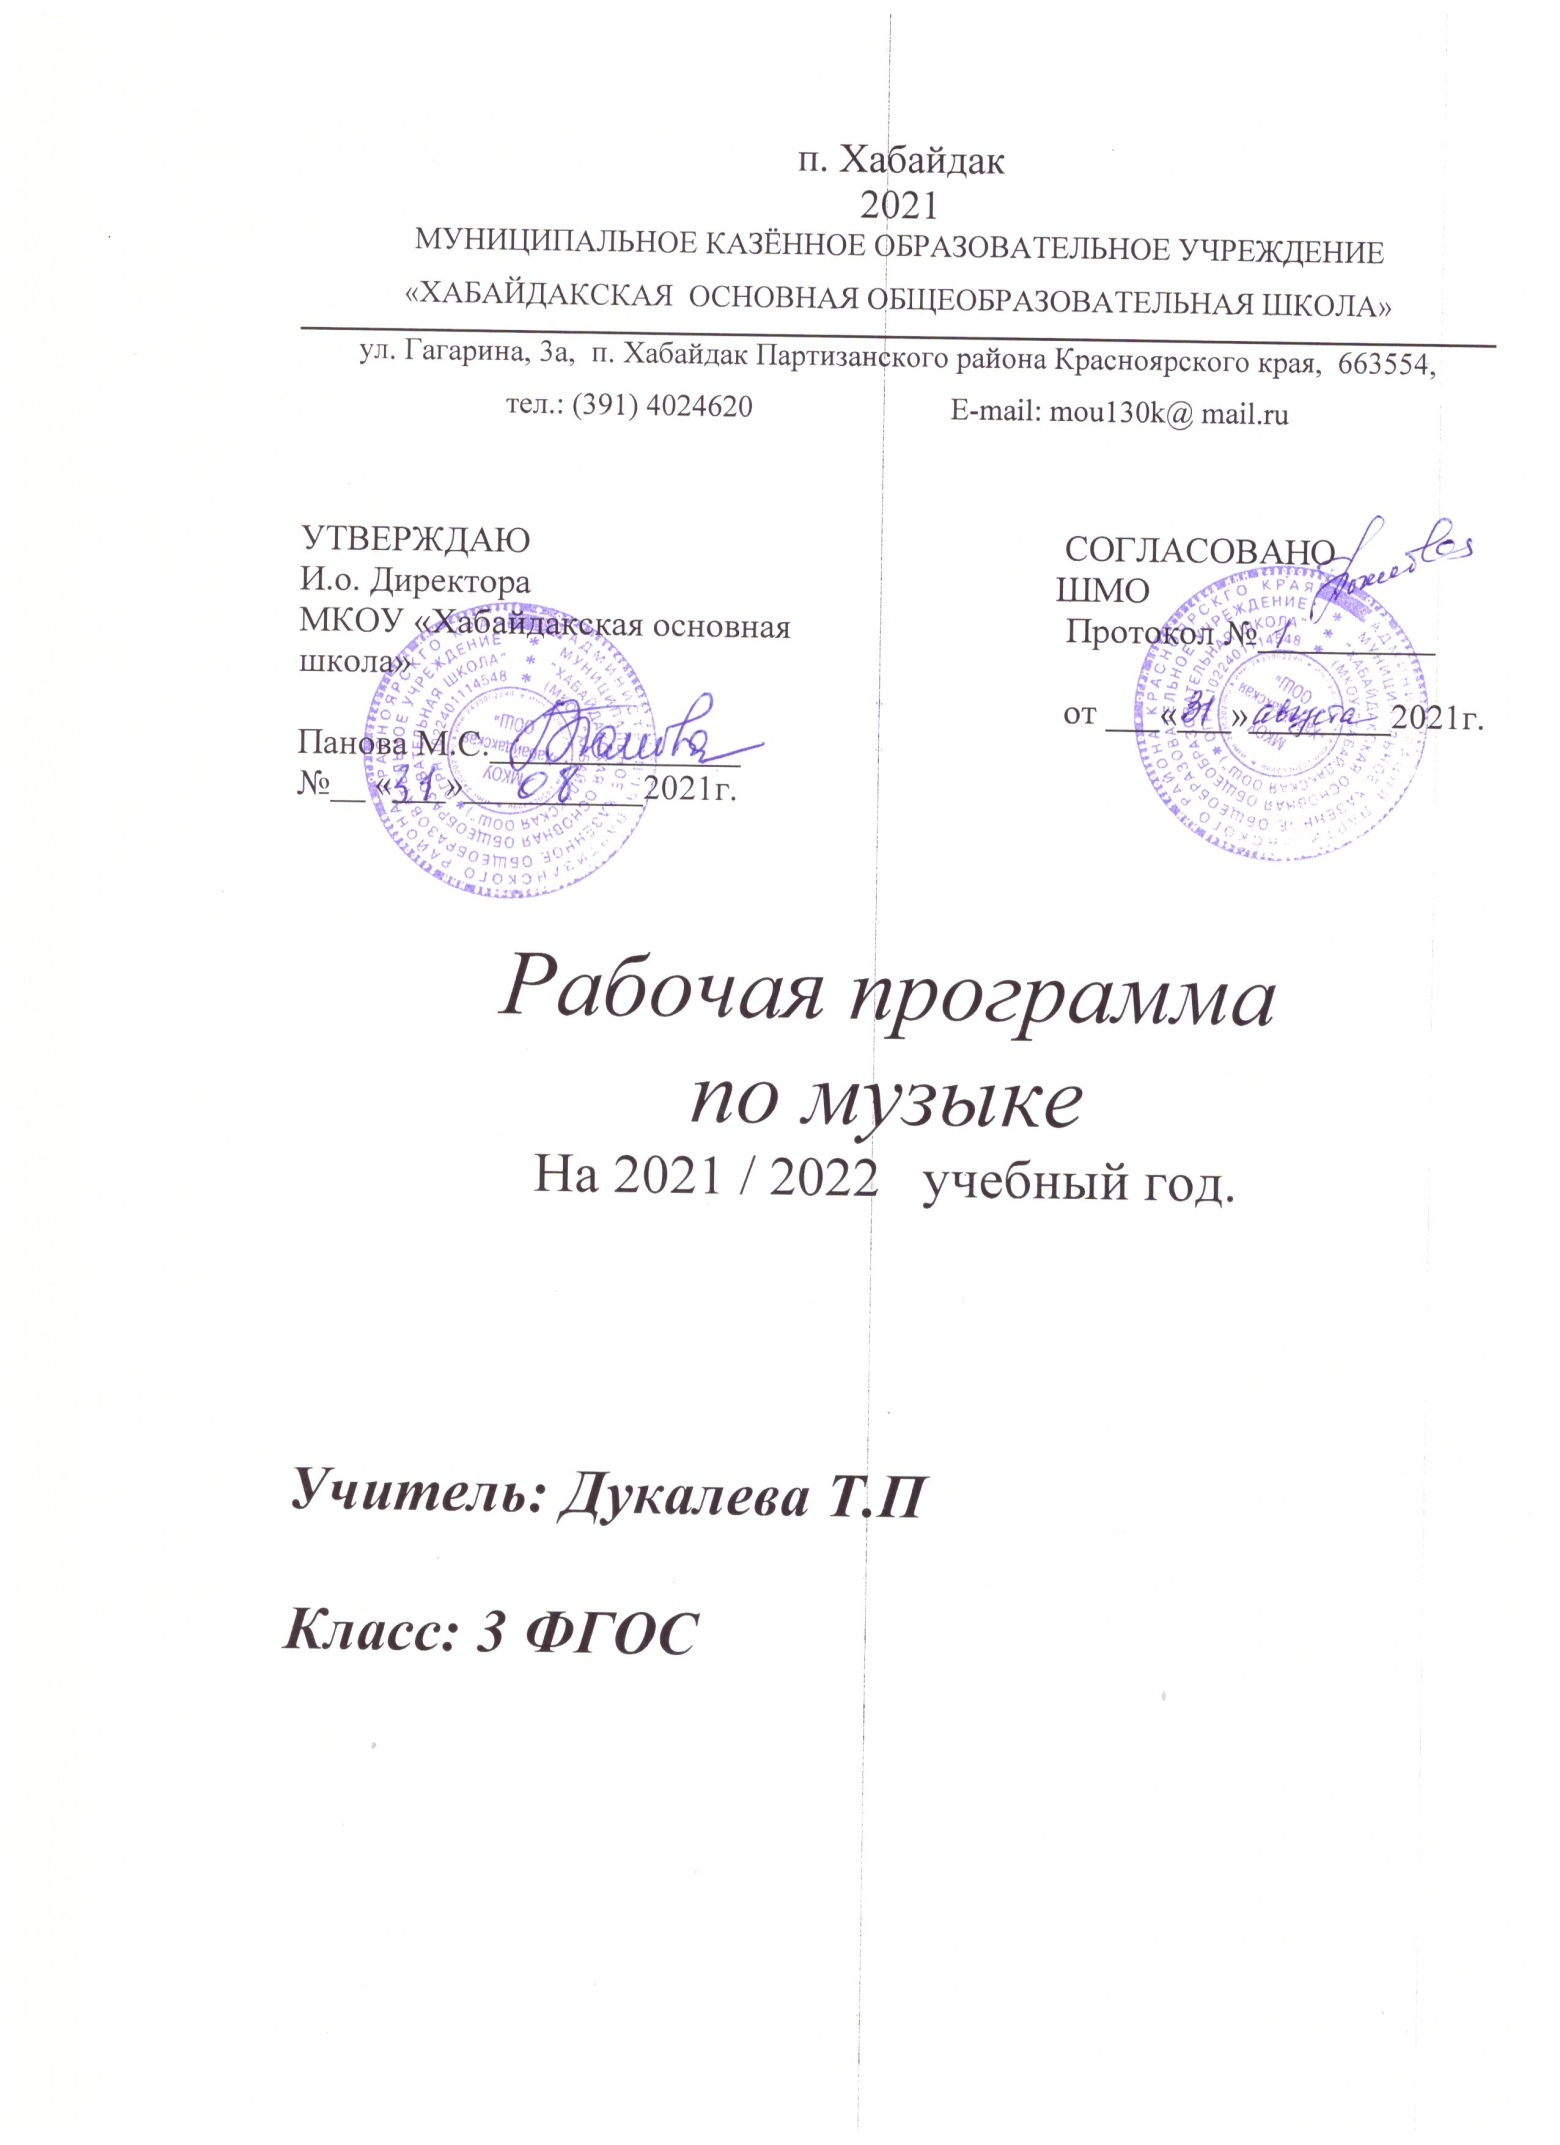 п. Хабайдак
2021
МУНИЦИПАЛЬНОЕ КАЗЁННОЕ ОБРАЗОВАТЕЛЬНОЕ УЧРЕЖДЕНИЕ
«ХАБАЙДАКСКАЯ ОСНОВНАЯ ОБЩЕОБРАЗОВАТЕЛЬНАЯ ШКОЛА»
ул. Гагарина, 3а, п. Хабайдак Партизанского района Красноярского края, 663554,
тел.: (391) 4024620 E-mail: mou130k@ mail.ru
УТВЕРЖДАЮ
И.о. Директора
МКОУ «Хабайдакская основная
школа»
Панова М.С.
№__ «31» 08 2021г.
СОГЛАСОВАНО
ШМО
Протокол № 1
от ___ «31» августа 2021г.
Рабочая программа
по музыке
На 2021 / 2022 учебный год.
Учитель: Дукалева Т.П
Класс: 3 ФГОС